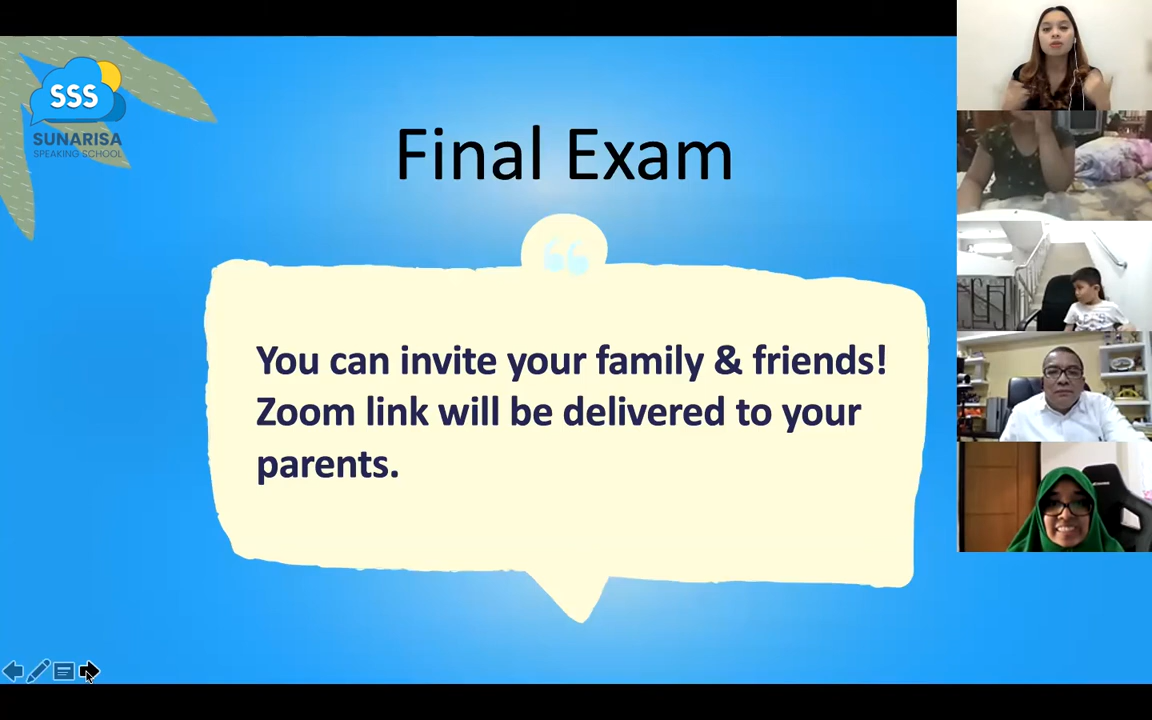 SSS
SUNARISA
SPEAKING SCHOOL
Final Exam
You can invite your family & friends!
Zoom link will be delivered to your
parents.